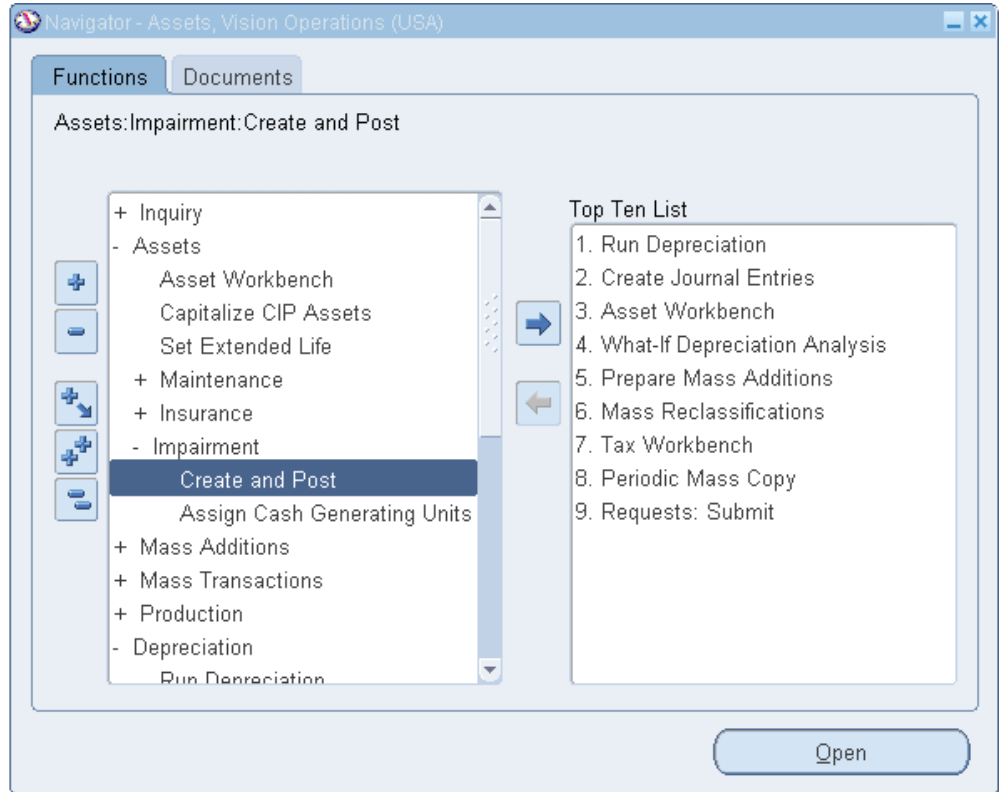 Navigator - Assets, Vision Operations (USA)
Functions
Documents
Assets:Impairment:Create and Post
+ Inquiry
- Assets
Asset Workbench
Capitalize CIP Assets
Set Extended Life
+ Maintenance
+ Insurance
- Impairment
Create and Post
Assign Cash Generating Units
+ Mass Additions
+ Mass Transactions
+ Production
- Depreciation
Run Depreciation
Top Ten List
1. Run Depreciation
2. Create Journal Entries
3. Asset Workbench
4. What-If Depreciation Analysis
5. Prepare Mass Additions
6. Mass Reclassifications
7. Tax Workbench
8. Periodic Mass Copy
9. Requests: Submit
Open